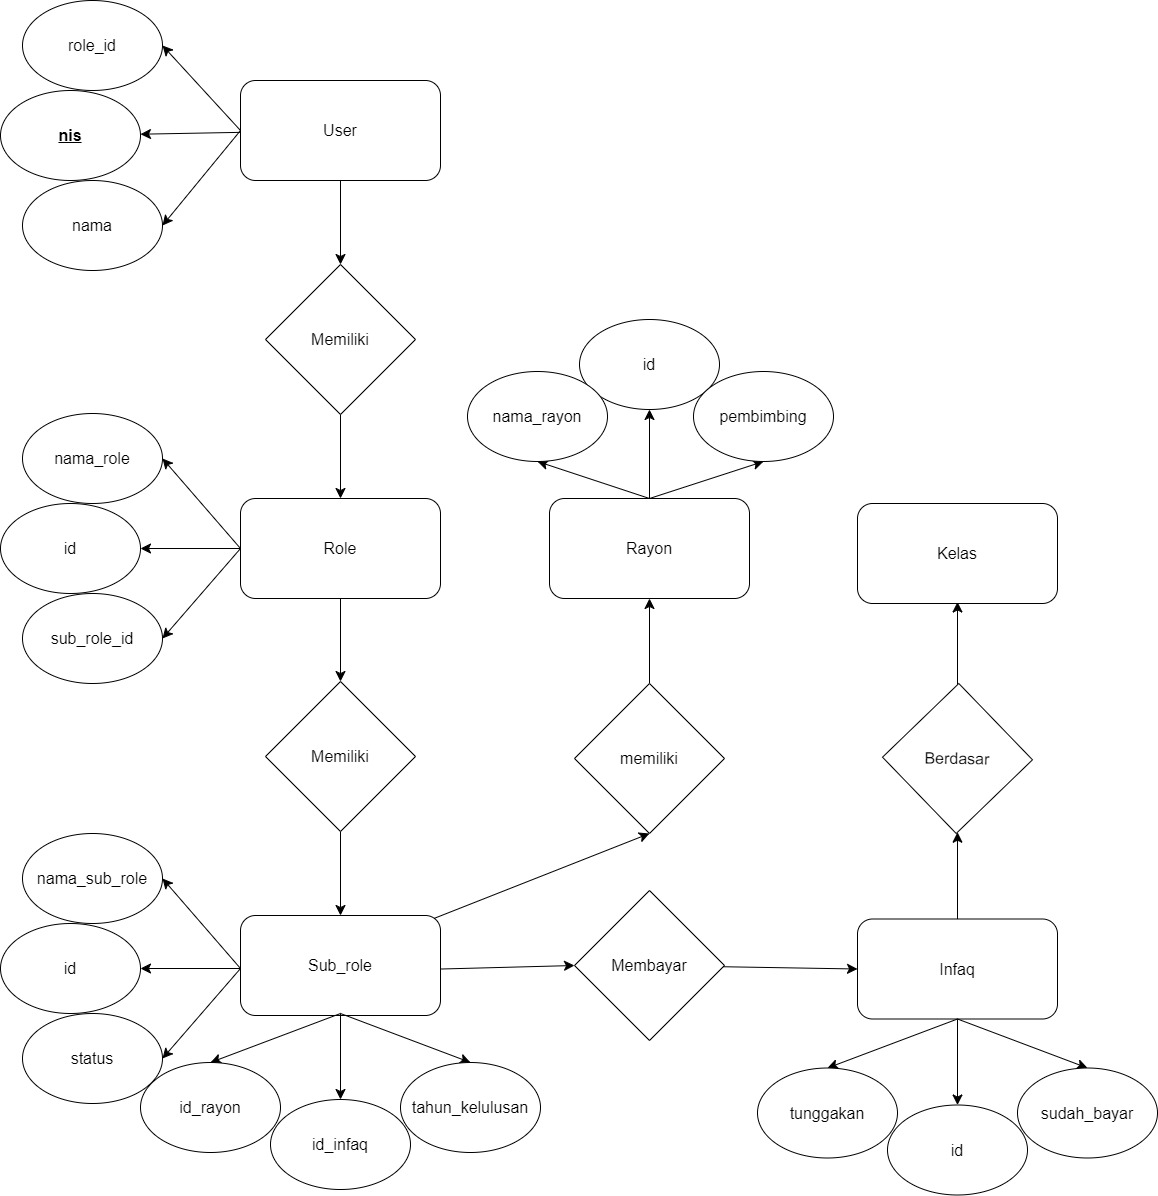 role_id
User
nis
nama
Memiliki
id
nama_rayon
pembimbing
nama_role
Role
Rayon
Kelas
id
sub_role_id
Memiliki
memiliki
Berdasar
nama_sub_role
Sub_role
Membayar
Infaq
id
status
id_rayon
tahun_kelulusan
id_infaq
tunggakan
sudah_bayar
id